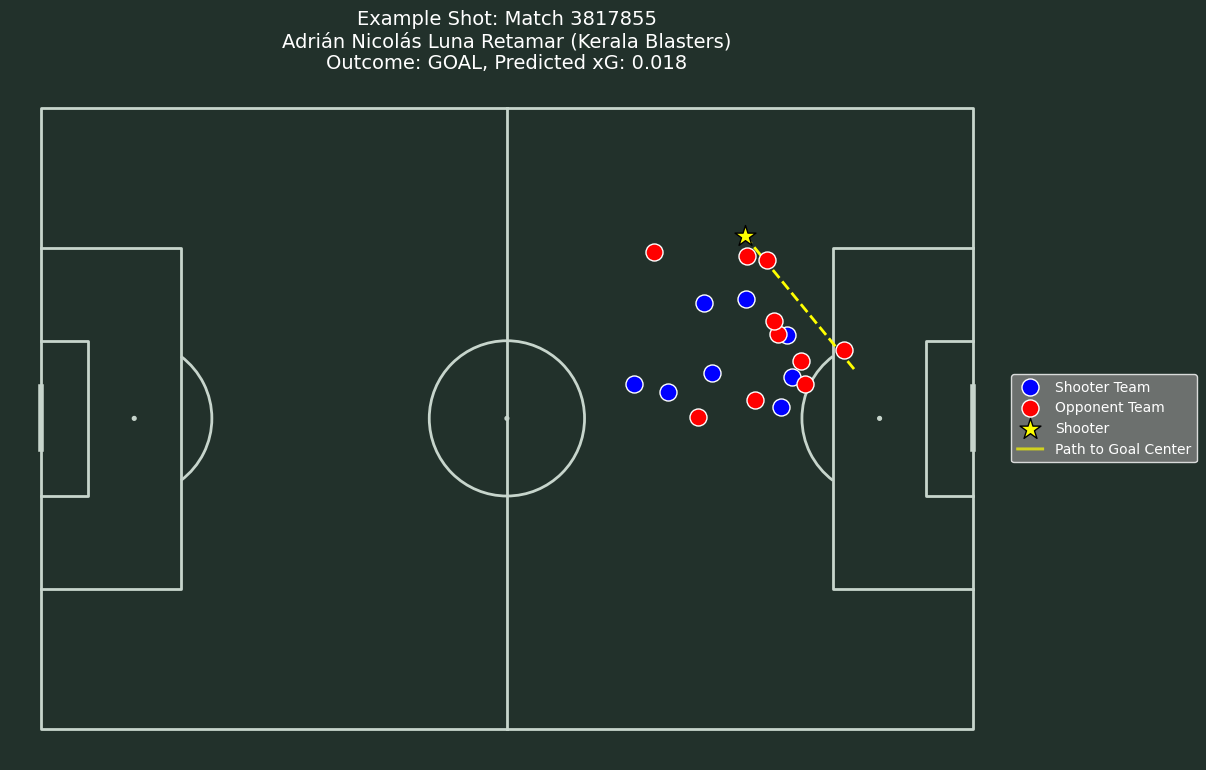 Example Shot: Match 3817855
Adrián Nicolás Luna Retamar (Kerala Blasters)
Outcome: GOAL, Predicted xG: 0.018
Shooter Team
Opponent Team
Shooter
Path to Goal Center